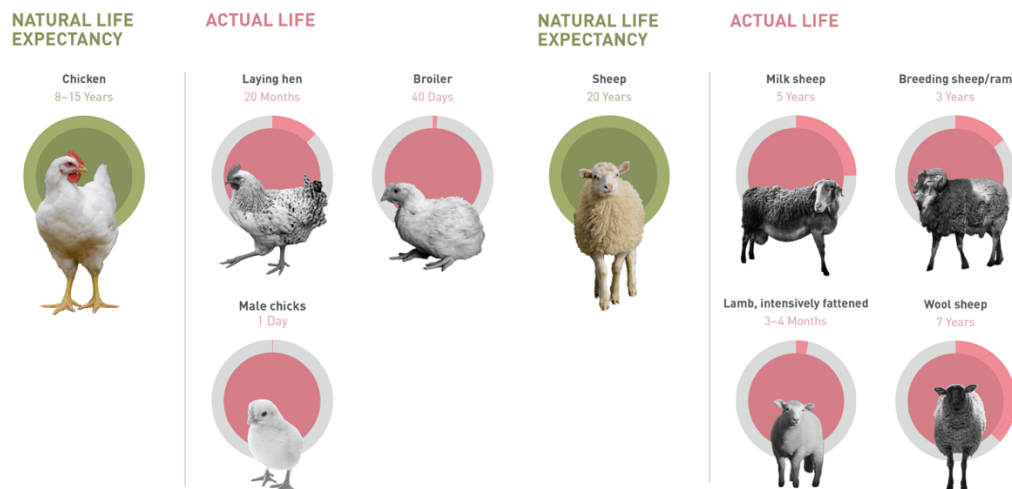 NATURAL LIFE
EXPECTANCY
Chicken
8–15 Years
ACTUAL LIFE
Laying hen
20 Months
Broiler
40 Days
Male chicks
1 Day
NATURAL LIFE
EXPECTANCY
Sheep
20 Years
ACTUAL LIFE
Milk sheep
5 Years
Breeding sheep/ram
3 Years
Lamb, intensively fattened
3–4 Months
Wool sheep
7 Years